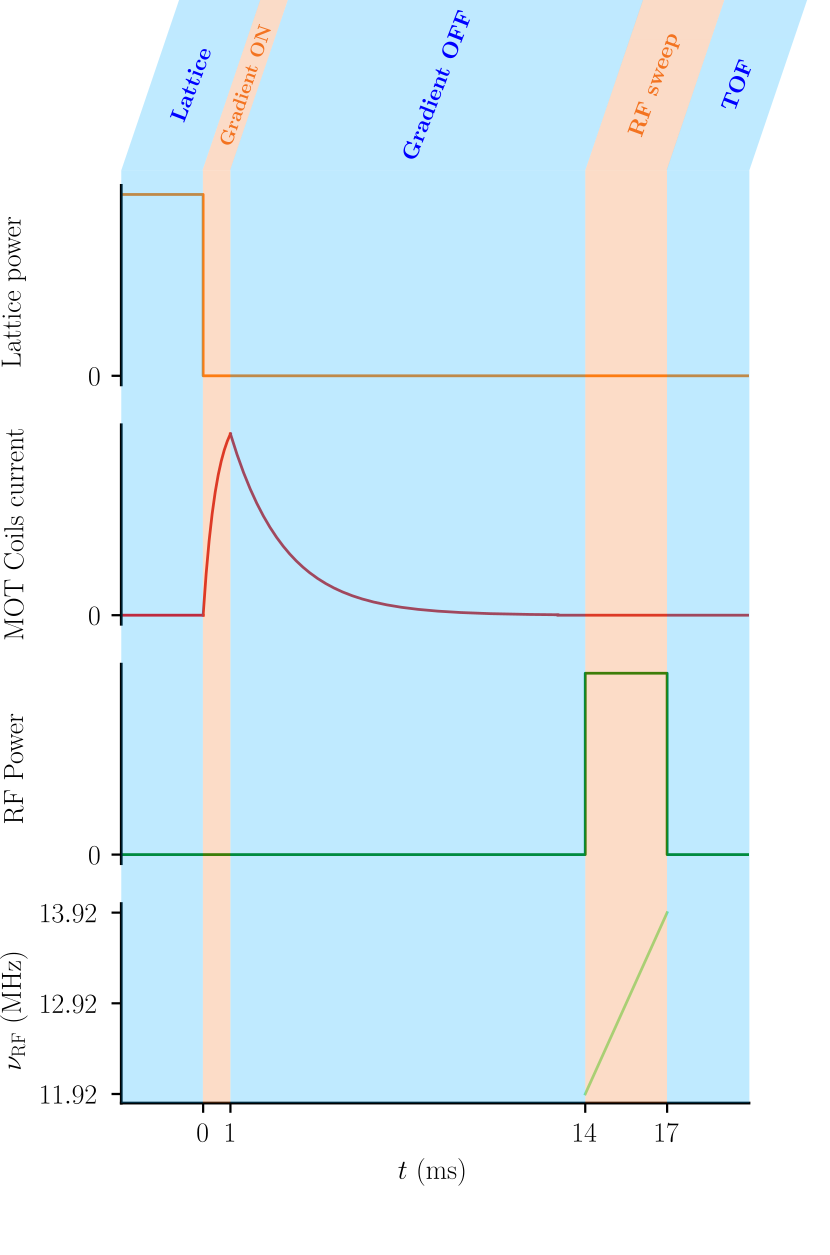 Lattice
Gradient ON
Gradient OFF
RF sweep
TOF
Lattice power
0
MOT Coils current
0
RF Power
0
ν_RF (MHz)
13.92
12.92
11.92
0 1 14 17
t (ms)